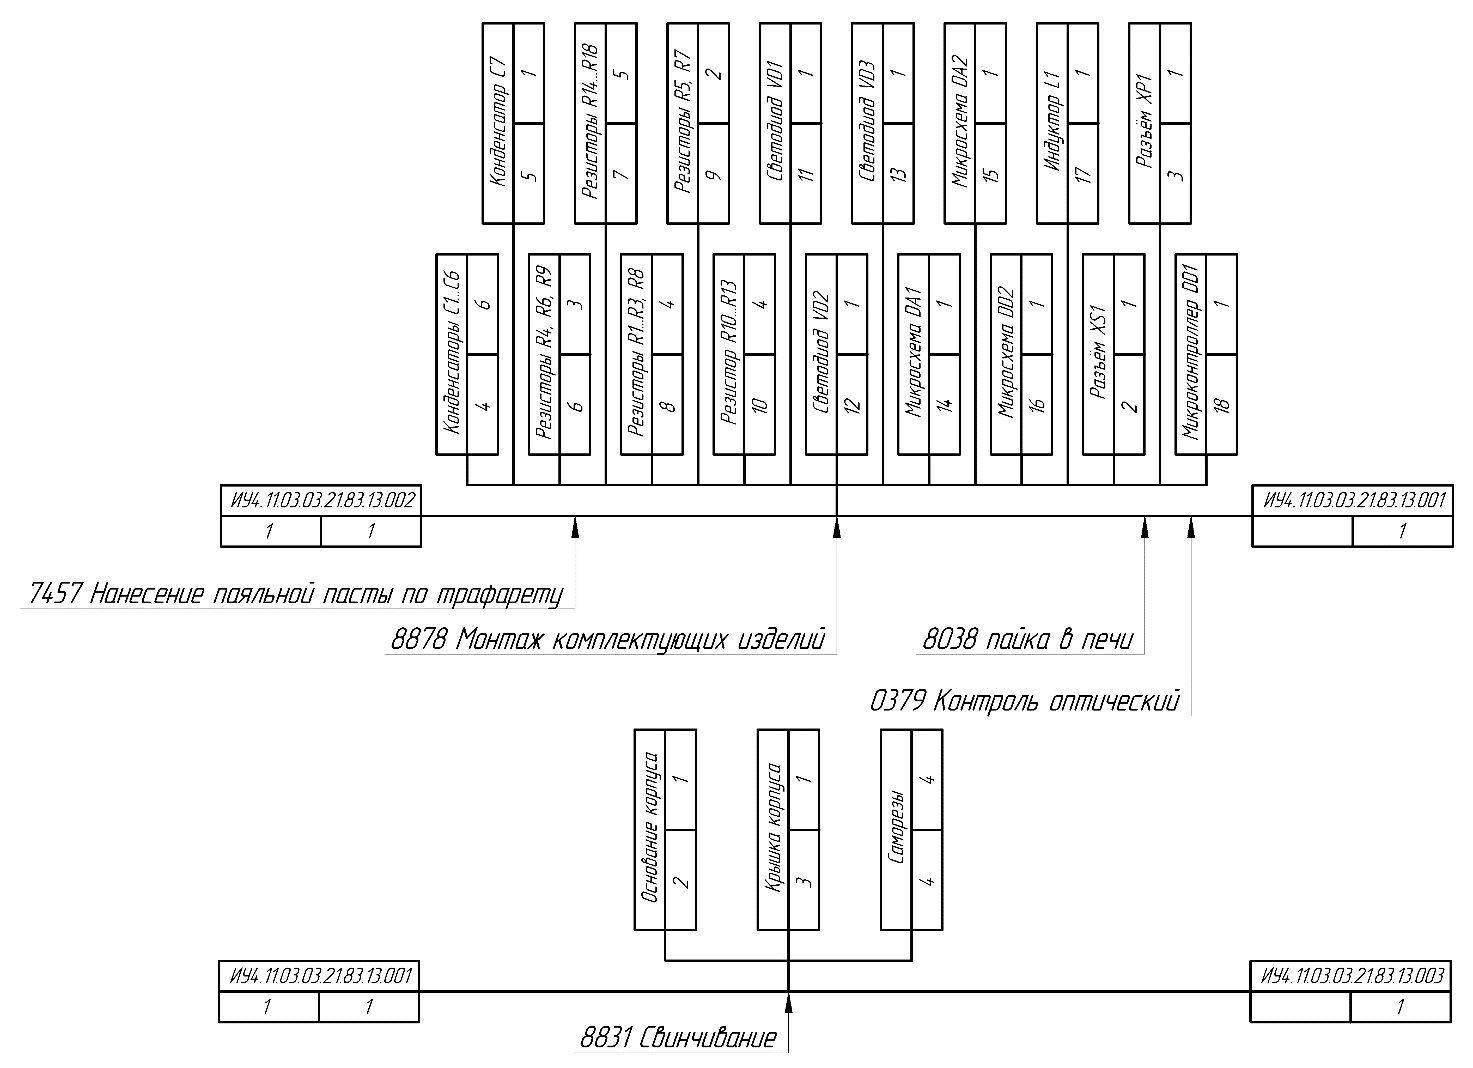 Конденсатор С7
5
1
Резисторы R14...R18
7
5
Резисторы R5, R7
9
2
Светодиод VD1
11
1
Светодиод VD3
13
1
Микросхема DA2
15
1
Индуктор L1
17
1
Разъём XP1
3
1
Конденсаторы С1...С6
4
6
Резисторы R4, R6, R9
6
3
Резисторы R1...R3, R8
8
4
Резистор R10...R13
10
4
Светодиод VD2
12
1
Микросхема DA1
14
1
Микросхема DD2
16
1
Разъём XS1
2
1
Микроконтроллер DD1
18
1
ИУ4.11.03.03.21.83.13.002
1 1
ИУ4.11.03.03.21.83.13.001
1
7457 Нанесение паяльной пасты по трафарету
8878 Монтаж комплектующих изделий
8038 пайка в печи
0379 Контроль оптический
Основание корпуса
2
1
Крышка корпуса
3
1
Саморезы
4
4
ИУ4.11.03.03.21.83.13.001
1 1
ИУ4.11.03.03.21.83.13.003
1
8831 Свинчивание